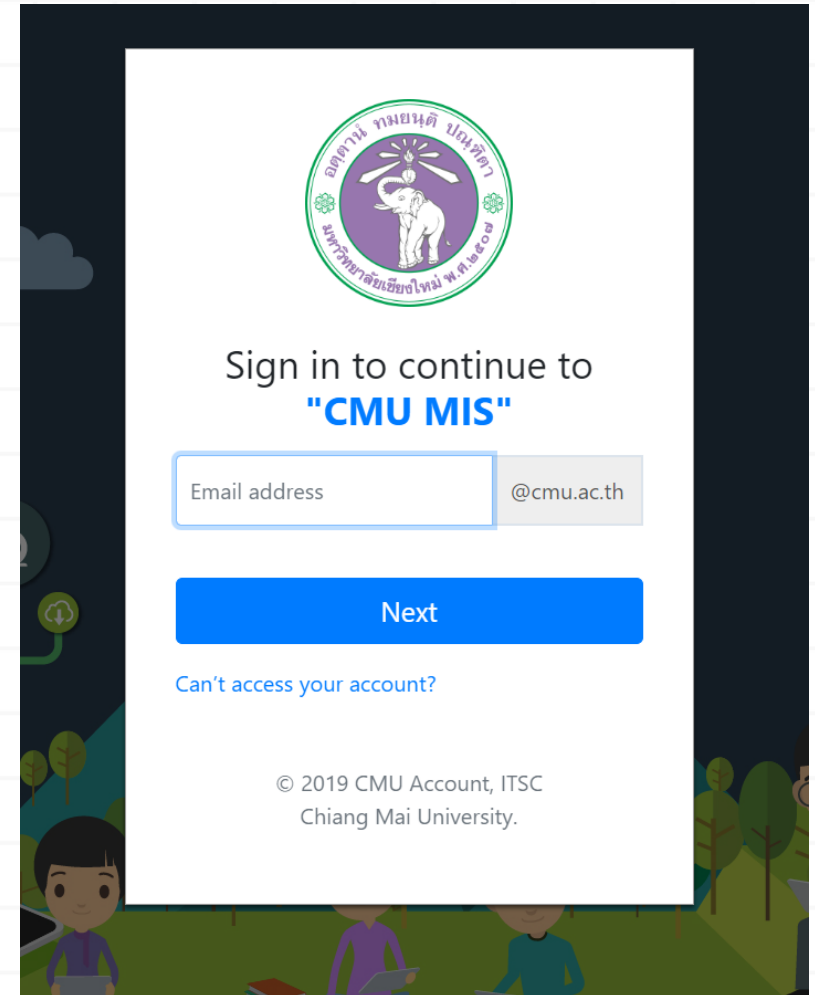 อตฺตานํ ทมยนฺติ ปณฺฑิตา
มหาวิทยาลัยเชียงใหม่ พ.ศ.๒๕๐๗
Sign in to continue to
"CMU MIS"
Email address @cmu.ac.th
Next
Can't access your account?
© 2019 CMU Account, ITSC
Chiang Mai University.